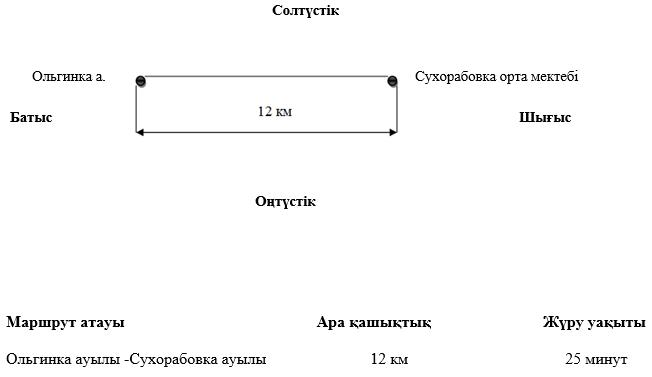 Солтүстік
Ольгинка а. Сухорабовка орта мектебі
Батыс 12 км Шығыс
Оңтүстік
Маршрут атауы Ара қашықтық Жүру уақыты
Ольгинка ауылы -Сухорабовка ауылы 12 км 25 минут